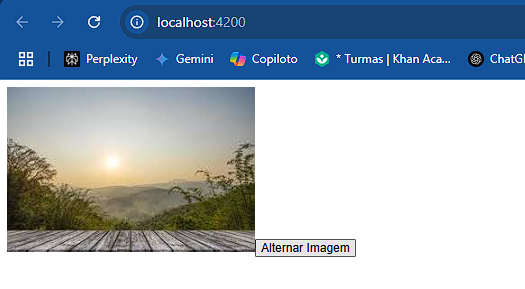 localhost:4200
Perplexity Gemini Copiloto * Turmas | Khan Aca... ChatG
Alternar Imagem